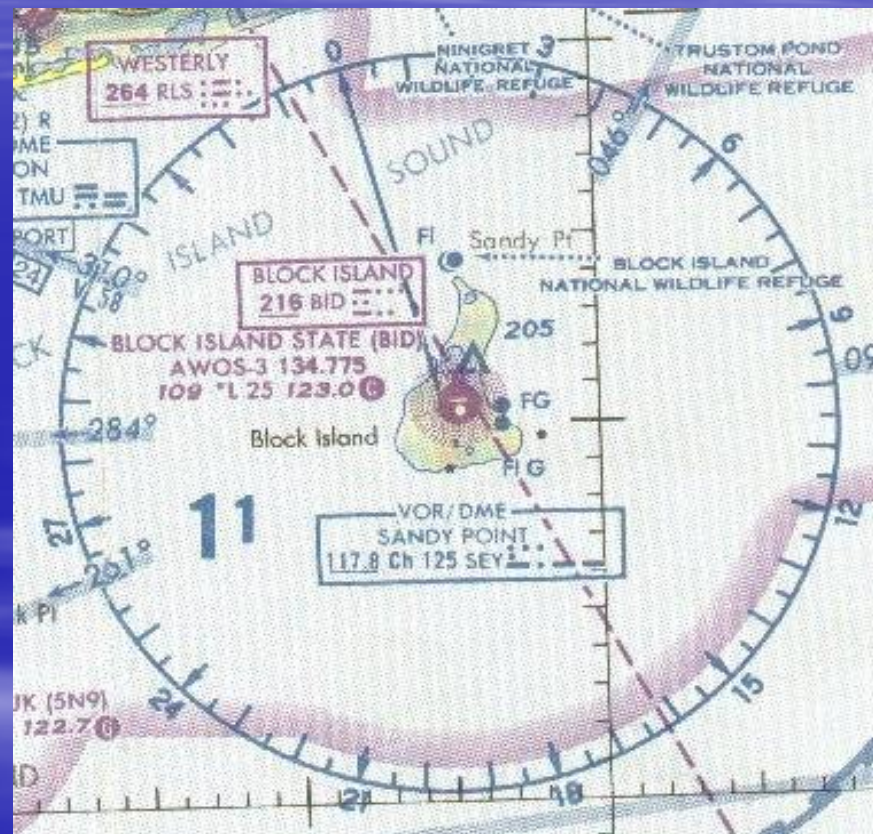 WESTERLY
264 RLS
0
NINIGRET
NATIONAL
WILDLIFE REFUGE
3
TRUSTOM POND
NATIONAL
WILDLIFE REFUGE
046°
6
TMU
ISLAND
SOUND
310°
V 58
24
Fl
Sandy Pt
BLOCK ISLAND
NATIONAL WILDLIFE REFUGE
BLOCK ISLAND
216 BID
205
9
BLOCK ISLAND STATE (BID)
AWOS-3 134.775
109 *L 25 123.0 C
FG
Block Island
Fl G
284°
11
12
VOR/DME
SANDY POINT
117.8 Ch 125 SEY
27
261°
24
15
(5N9)
122.7
21
18